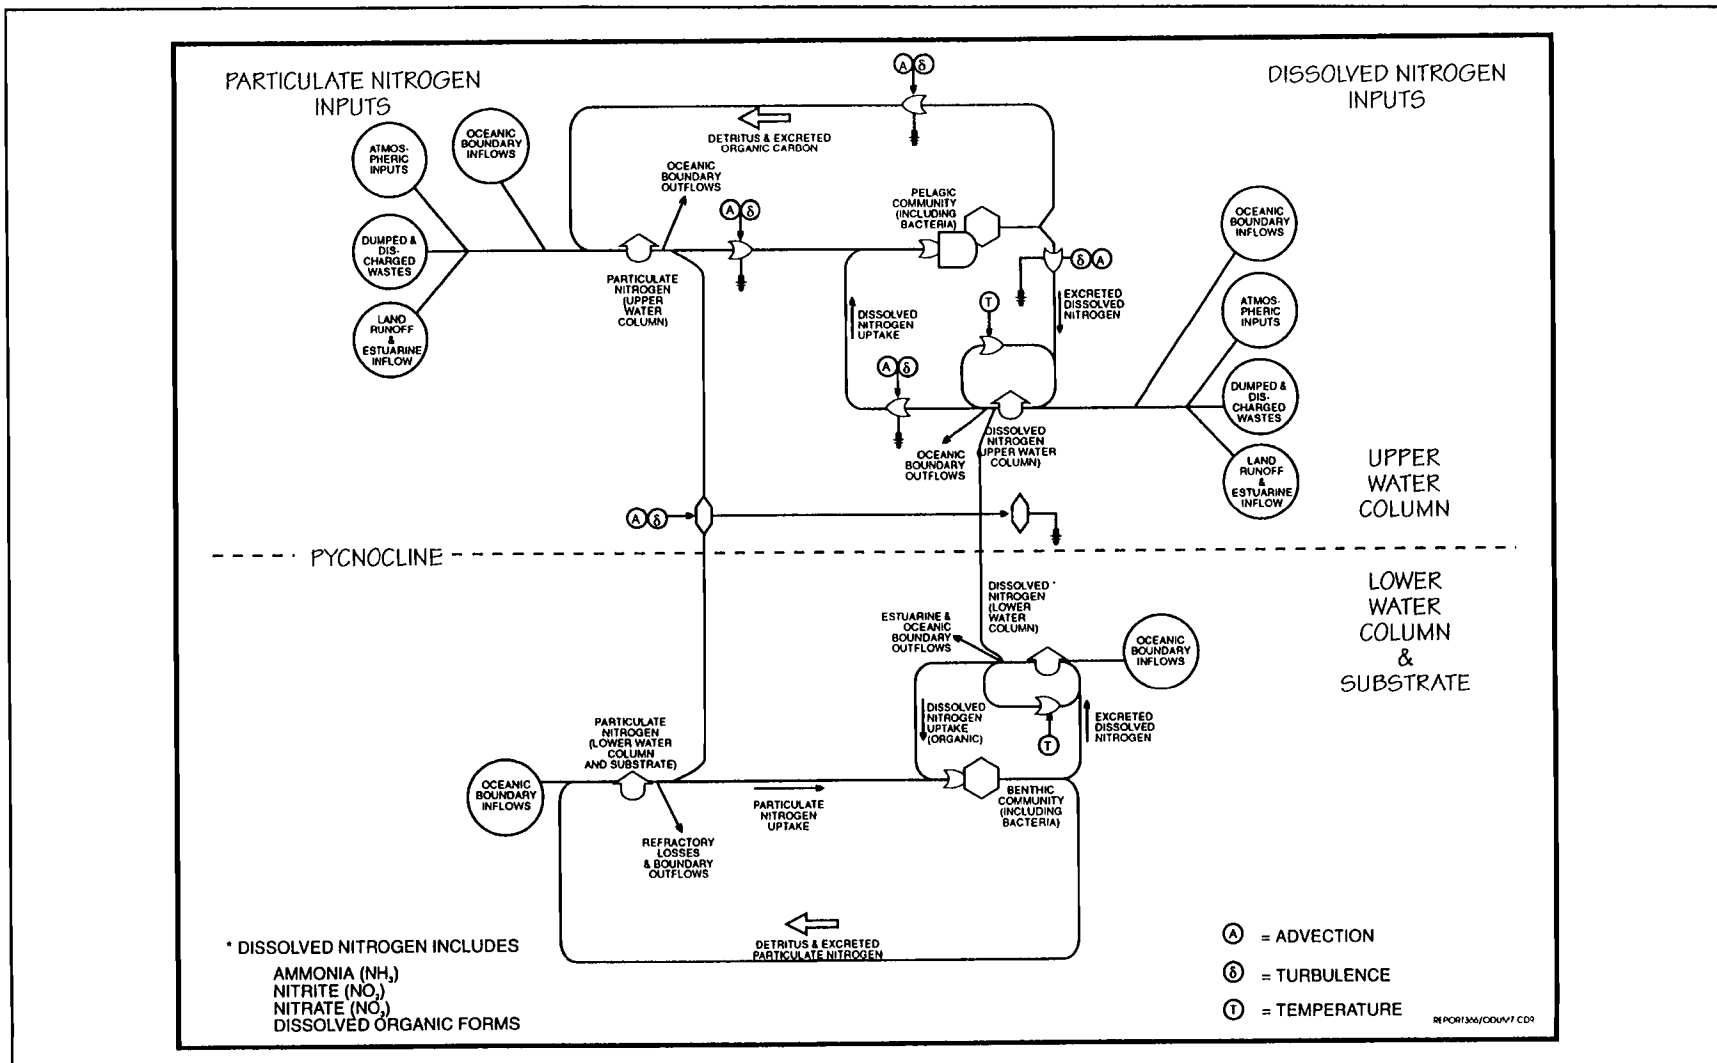 PARTICULATE NITROGEN
INPUTS
DISSOLVED NITROGEN
INPUTS
ATMOS-
PHERIC
INPUTS
OCEANIC
BOUNDARY
INFLOWS
DUMPED &
DIS-
CHARGED
WASTES
LAND
RUNOFF
&
ESTUARINE
INFLOW
A δ
DETRITUS & EXCRETED
ORGANIC CARBON
OCEANIC
BOUNDARY
OUTFLOWS
A δ
PARTICULATE
NITROGEN
(UPPER
WATER
COLUMN)
PELAGIC
COMMUNITY
(INCLUDING
BACTERIA)
δ A
EXCRETED
DISSOLVED
NITROGEN
T
DISSOLVED
NITROGEN
UPTAKE
A δ
OCEANIC
BOUNDARY
OUTFLOWS
DISSOLVED
NITROGEN
(UPPER WATER
COLUMN)
OCEANIC
BOUNDARY
INFLOWS
ATMOS-
PHERIC
INPUTS
DUMPED &
DIS-
CHARGED
WASTES
LAND
RUNOFF
&
ESTUARINE
INFLOW
UPPER
WATER
COLUMN
A δ
PYCNOCLINE
LOWER
WATER
COLUMN
&
SUBSTRATE
DISSOLVED *
NITROGEN
(LOWER
WATER
COLUMN)
ESTUARINE &
OCEANIC
BOUNDARY
OUTFLOWS
OCEANIC
BOUNDARY
INFLOWS
DISSOLVED
NITROGEN
UPTAKE
(ORGANIC)
T
EXCRETED
DISSOLVED
NITROGEN
PARTICULATE
NITROGEN
(LOWER WATER
COLUMN
AND SUBSTRATE)
OCEANIC
BOUNDARY
INFLOWS
PARTICULATE
NITROGEN
UPTAKE
BENTHIC
COMMUNITY
(INCLUDING
BACTERIA)
REFRACTORY
LOSSES
& BOUNDARY
OUTFLOWS
DETRITUS & EXCRETED
PARTICULATE NITROGEN
* DISSOLVED NITROGEN INCLUDES
AMMONIA (NH₃)
NITRITE (NO₂)
NITRATE (NO₃)
DISSOLVED ORGANIC FORMS
A = ADVECTION
δ = TURBULENCE
T = TEMPERATURE